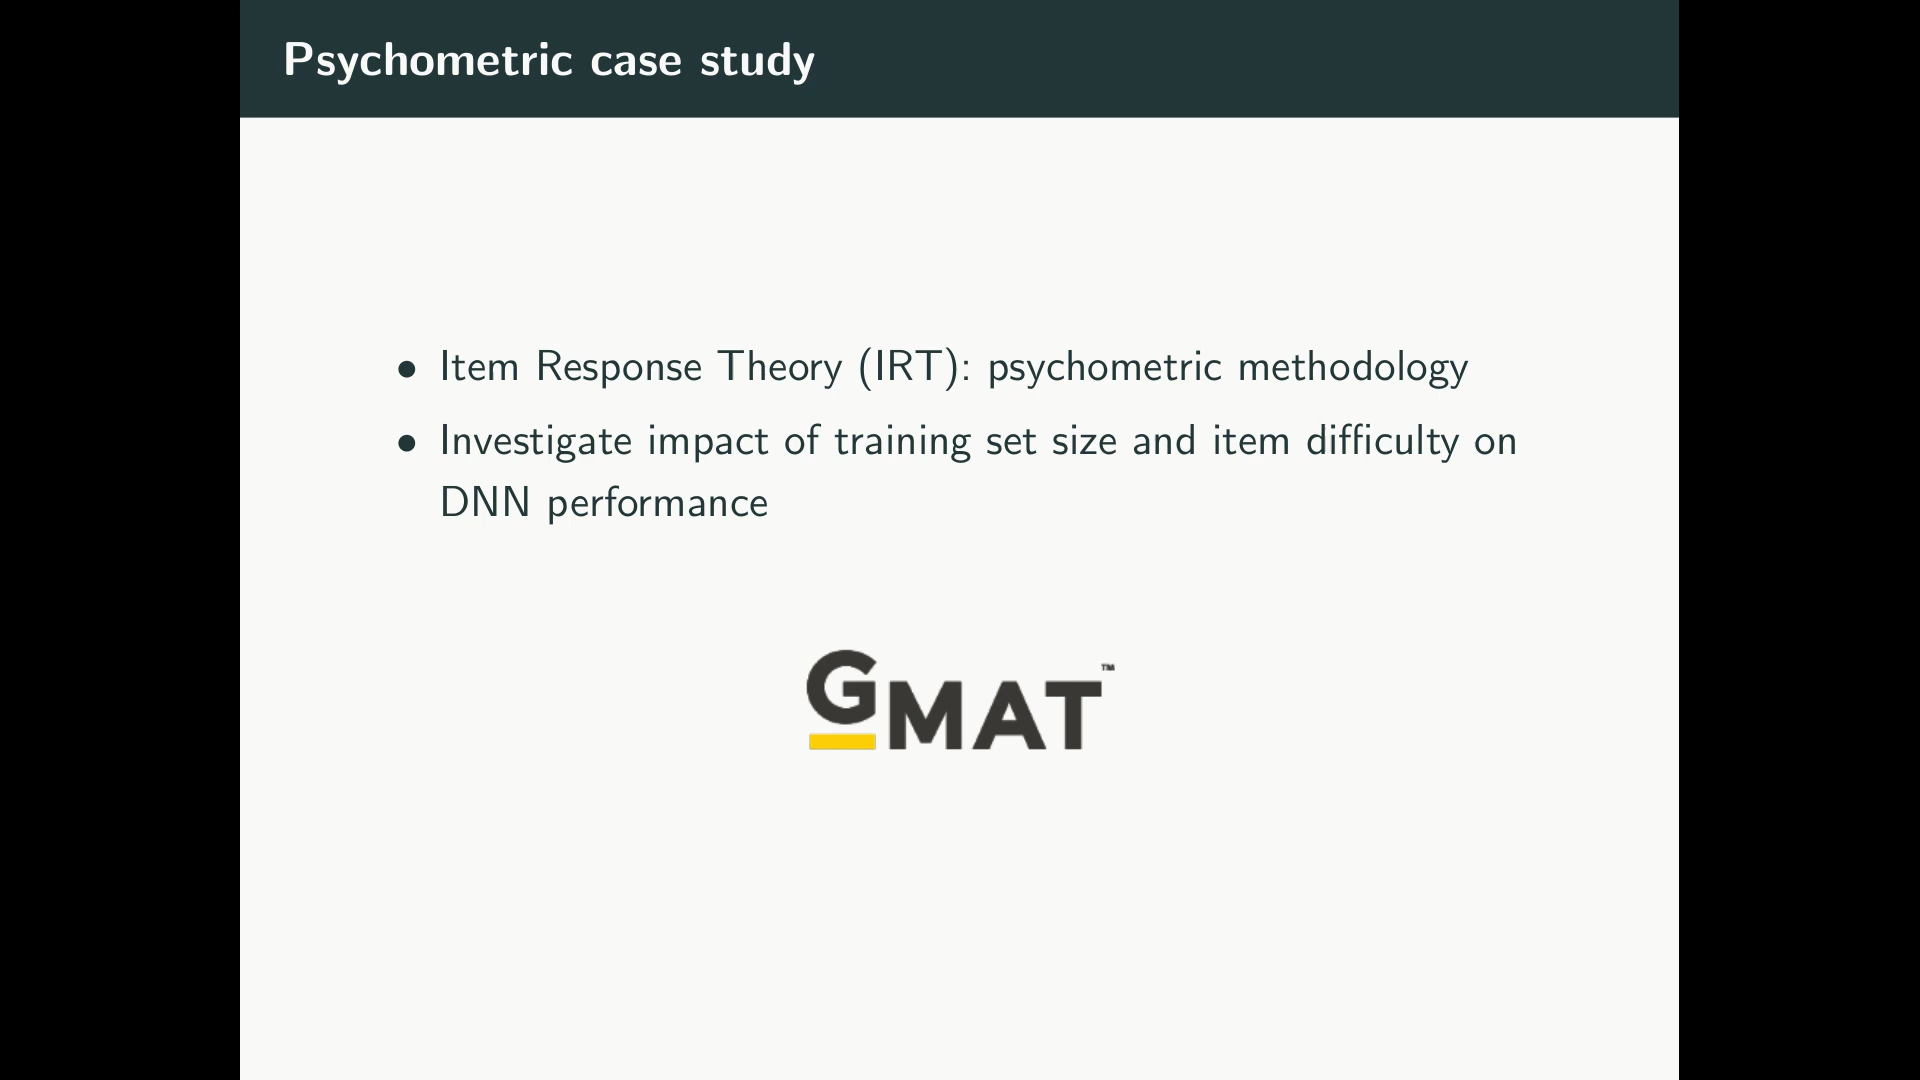 Psychometric case study
• Item Response Theory (IRT): psychometric methodology
• Investigate impact of training set size and item difficulty on
DNN performance
GMAT™